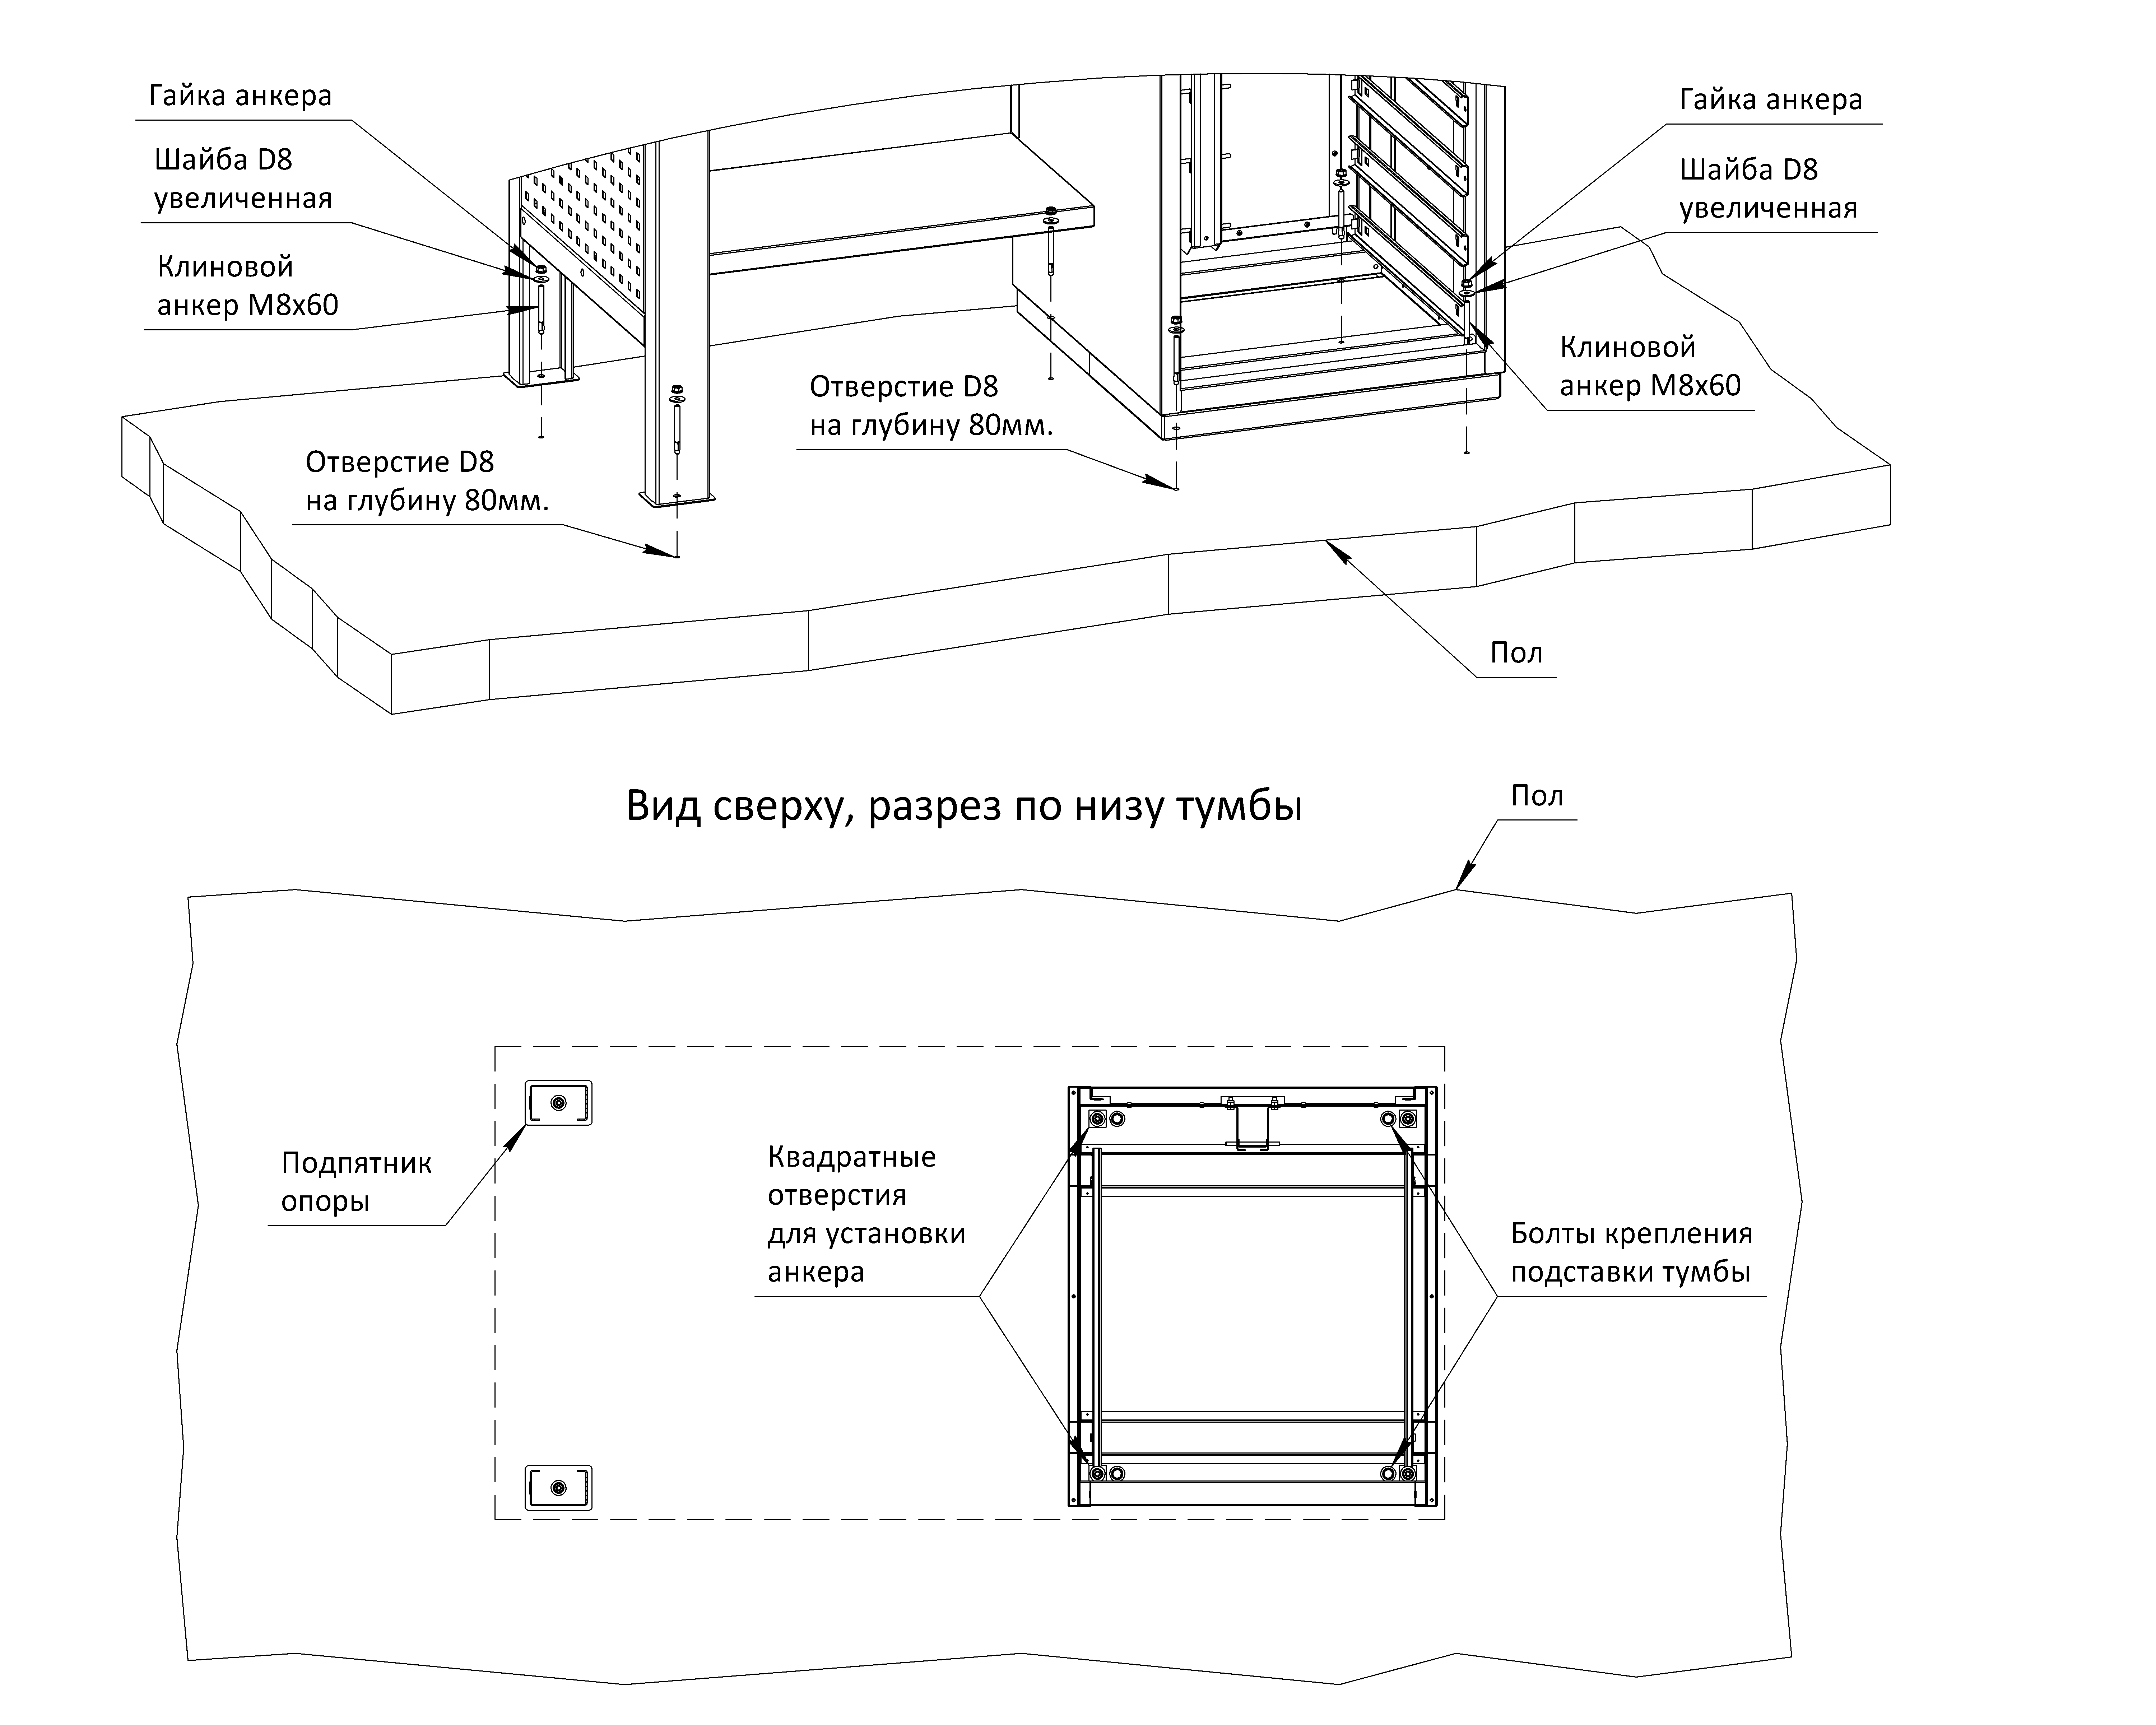 Гайка анкера
Шайба D8
увеличенная
Клиновой
анкер М8х60
Гайка анкера
Шайба D8
увеличенная
Клиновой
анкер М8х60
Отверстие D8
на глубину 80мм.
Отверстие D8
на глубину 80мм.
Пол
Вид сверху, разрез по низу тумбы
Пол
Подпятник
опоры
Квадратные
отверстия
для установки
анкера
Болты крепления
подставки тумбы